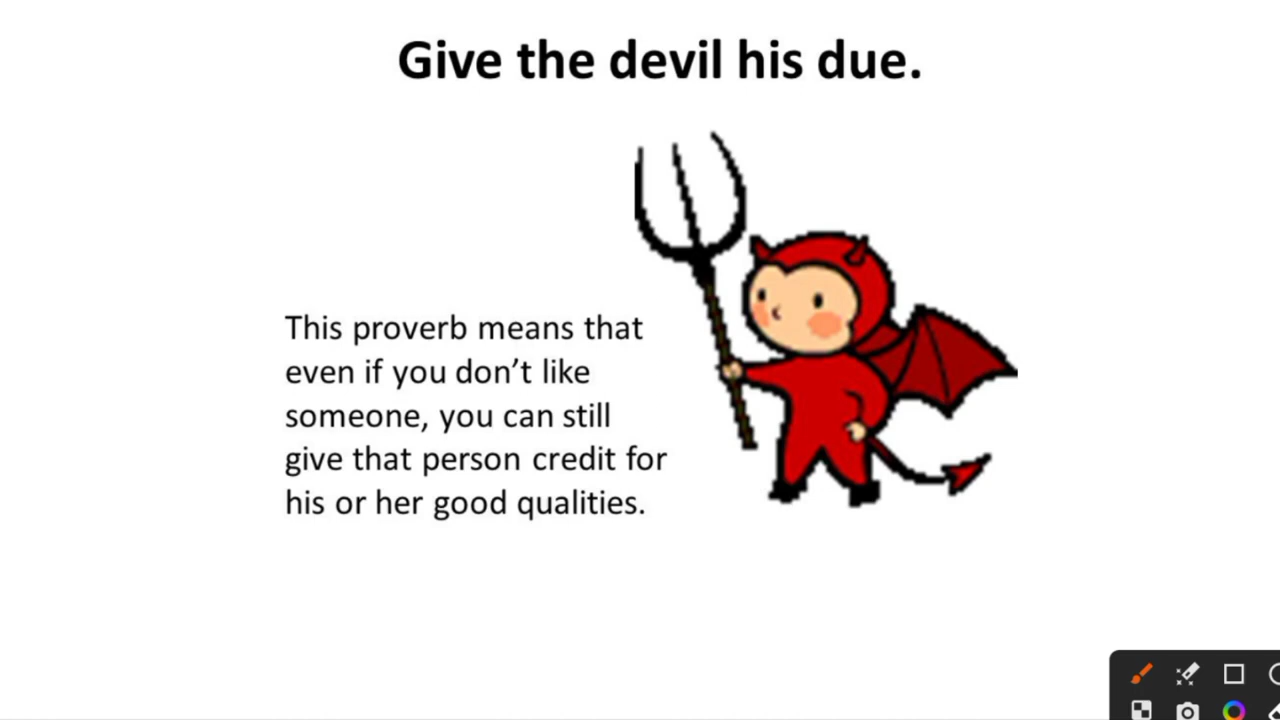 Give the devil his due.
This proverb means that
even if you don’t like
someone, you can still
give that person credit for
his or her good qualities.